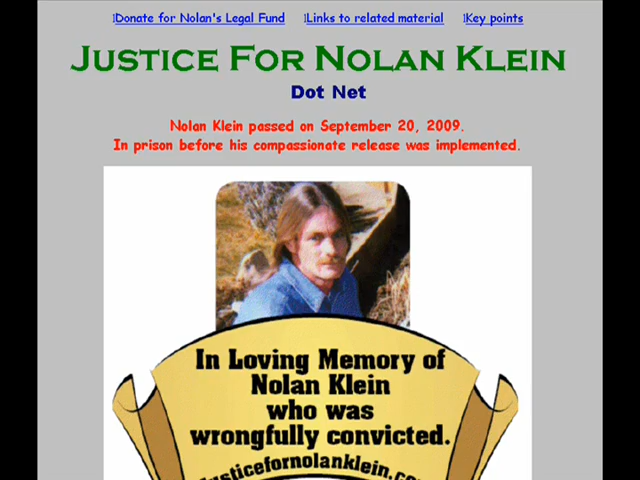 Donate for Nolan's Legal Fund Links to related material Key points
JUSTICE FOR NOLAN KLEIN
Dot Net
Nolan Klein passed on September 20, 2009.
In prison before his compassionate release was implemented.
In Loving Memory of
Nolan Klein
who was
wrongfully convicted.
justicefornolanklein.co